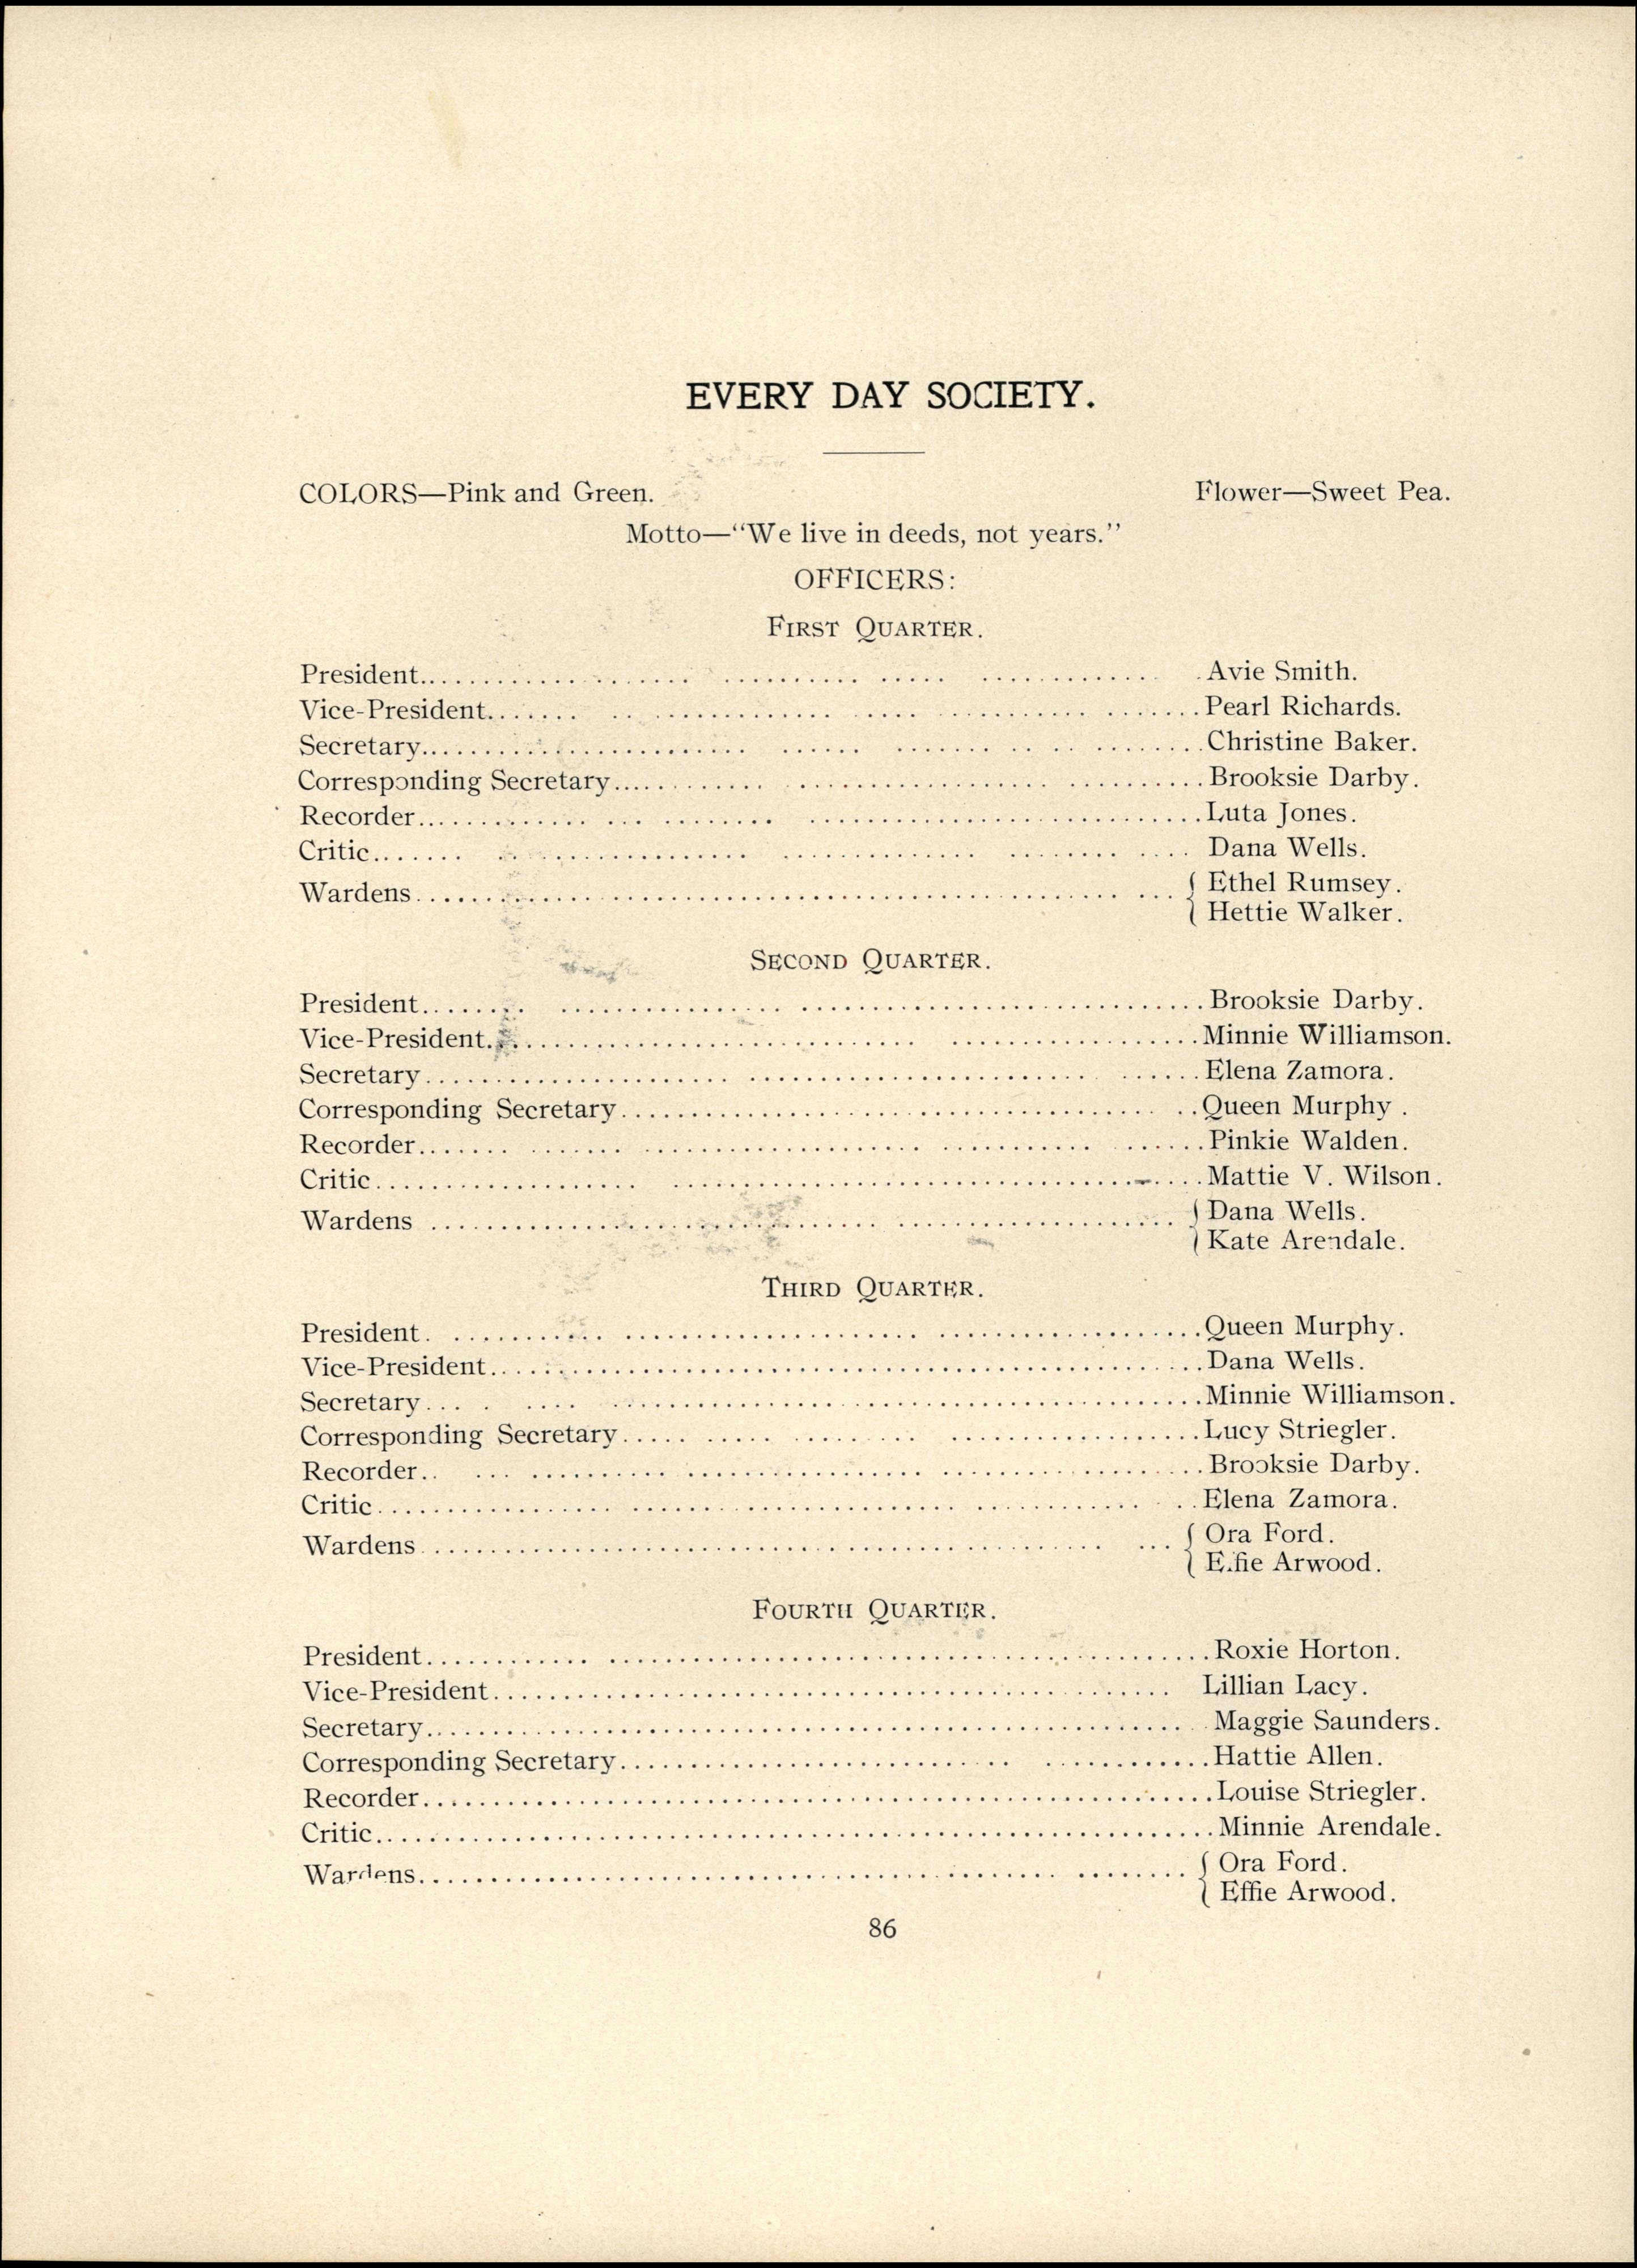 EVERY DAY SOCIETY.
COLORS—Pink and Green. Flower—Sweet Pea.
Motto—"We live in deeds, not years."
OFFICERS:
FIRST QUARTER.
President.......... Avie Smith.
Vice-President.......... Pearl Richards.
Secretary.......... Christine Baker.
Corresponding Secretary.......... Brooksie Darby.
Recorder.......... Luta Jones.
Critic.......... Dana Wells.
Wardens.......... { Ethel Rumsey.
{ Hettie Walker.
SECOND QUARTER.
President.......... Brooksie Darby.
Vice-President.......... Minnie Williamson.
Secretary.......... Elena Zamora.
Corresponding Secretary.......... Queen Murphy.
Recorder.......... Pinkie Walden.
Critic.......... Mattie V. Wilson.
Wardens .......... { Dana Wells.
{ Kate Arendale.
THIRD QUARTER.
President.......... Queen Murphy.
Vice-President.......... Dana Wells.
Secretary.......... Minnie Williamson.
Corresponding Secretary.......... Lucy Striegler.
Recorder.......... Brooksie Darby.
Critic.......... Elena Zamora.
Wardens.......... { Ora Ford.
{ Effie Arwood.
FOURTH QUARTER.
President.......... Roxie Horton.
Vice-President.......... Lillian Lacy.
Secretary.......... Maggie Saunders.
Corresponding Secretary.......... Hattie Allen.
Recorder.......... Louise Striegler.
Critic.......... Minnie Arendale.
Wardens.......... { Ora Ford.
{ Effie Arwood.
86